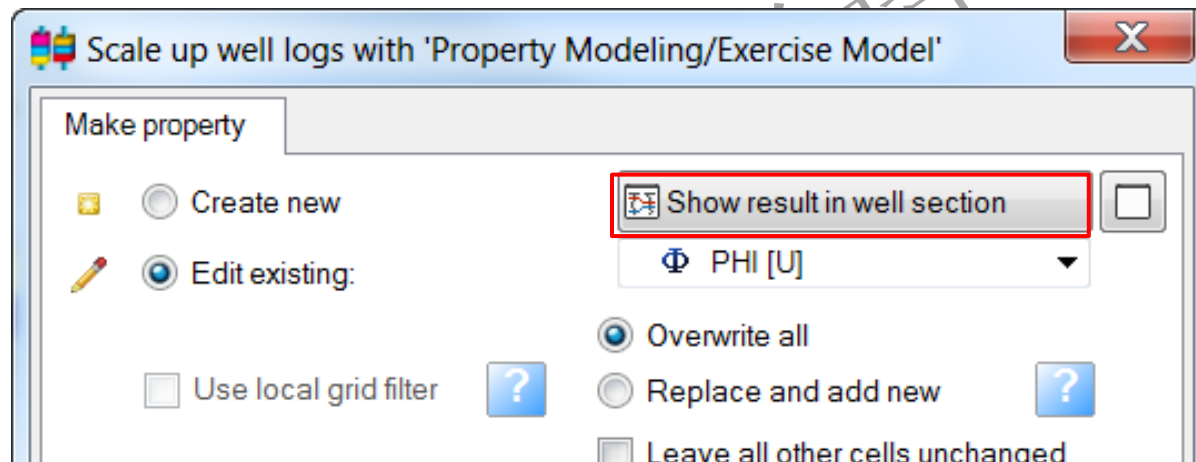 Scale up well logs with 'Property Modeling/Exercise Model'
Make property
Create new
Show result in well section
Edit existing:
Φ PHI [U]
Overwrite all
Use local grid filter ?
Replace and add new ?
Leave all other cells unchanged